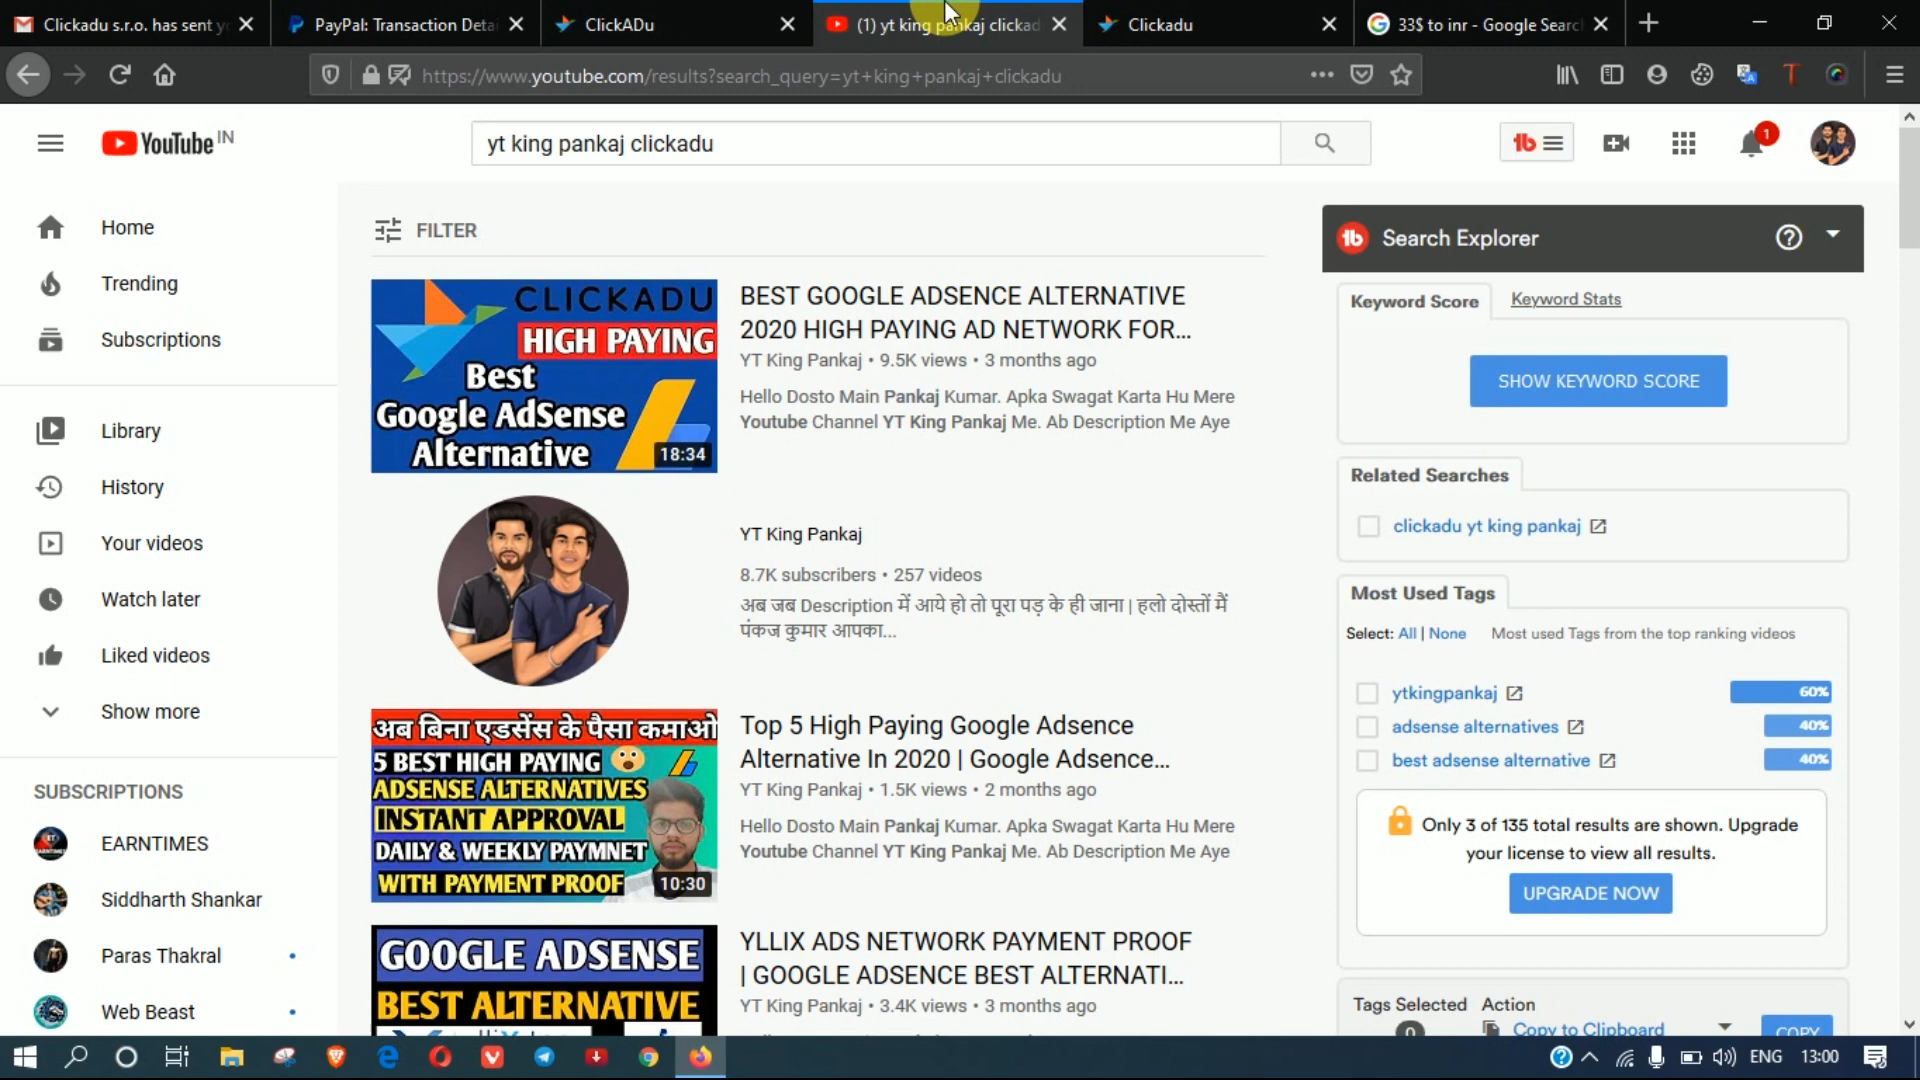 Clickadu s.r.o. has sent y
PayPal: Transaction Detai
ClickADu
(1) yt king pankaj clickad
Clickadu
33$ to inr - Google Searc
https://www.youtube.com/results?search_query=yt+king+pankaj+clickadu
YouTube IN
yt king pankaj clickadu
1
Home
Trending
Subscriptions
Library
History
Your videos
Watch later
Liked videos
Show more
SUBSCRIPTIONS
EARNTIMES
Siddharth Shankar
Paras Thakral
Web Beast
FILTER
CLICKADU
HIGH PAYING
Best
Google AdSense
Alternative
18:34
BEST GOOGLE ADSENCE ALTERNATIVE
2020 HIGH PAYING AD NETWORK FOR...
YT King Pankaj • 9.5K views • 3 months ago
Hello Dosto Main Pankaj Kumar. Apka Swagat Karta Hu Mere
Youtube Channel YT King Pankaj Me. Ab Description Me Aye
YT King Pankaj
8.7K subscribers • 257 videos
अब जब Description में आये हो तो पूरा पड़ के ही जाना | हलो दोस्तों मैं
पंकज कुमार आपका...
अब बिना एडसेंस के पैसा कमाओ
5 BEST HIGH PAYING
ADSENSE ALTERNATIVES
INSTANT APPROVAL
DAILY & WEEKLY PAYMNET
WITH PAYMENT PROOF
10:30
Top 5 High Paying Google Adsence
Alternative In 2020 | Google Adsence...
YT King Pankaj • 1.5K views • 2 months ago
Hello Dosto Main Pankaj Kumar. Apka Swagat Karta Hu Mere
Youtube Channel YT King Pankaj Me. Ab Description Me Aye
GOOGLE ADSENSE
BEST ALTERNATIVE
YLLIX ADS NETWORK PAYMENT PROOF
| GOOGLE ADSENCE BEST ALTERNATI...
YT King Pankaj • 3.4K views • 3 months ago
Search Explorer
Keyword Score
Keyword Stats
SHOW KEYWORD SCORE
Related Searches
clickadu yt king pankaj
Most Used Tags
Select: All | None Most used Tags from the top ranking videos
ytkingpankaj 60%
adsense alternatives 40%
best adsense alternative 40%
Only 3 of 135 total results are shown. Upgrade
your license to view all results.
UPGRADE NOW
Tags Selected Action
0 Copy to Clipboard COPY
ENG 13:00